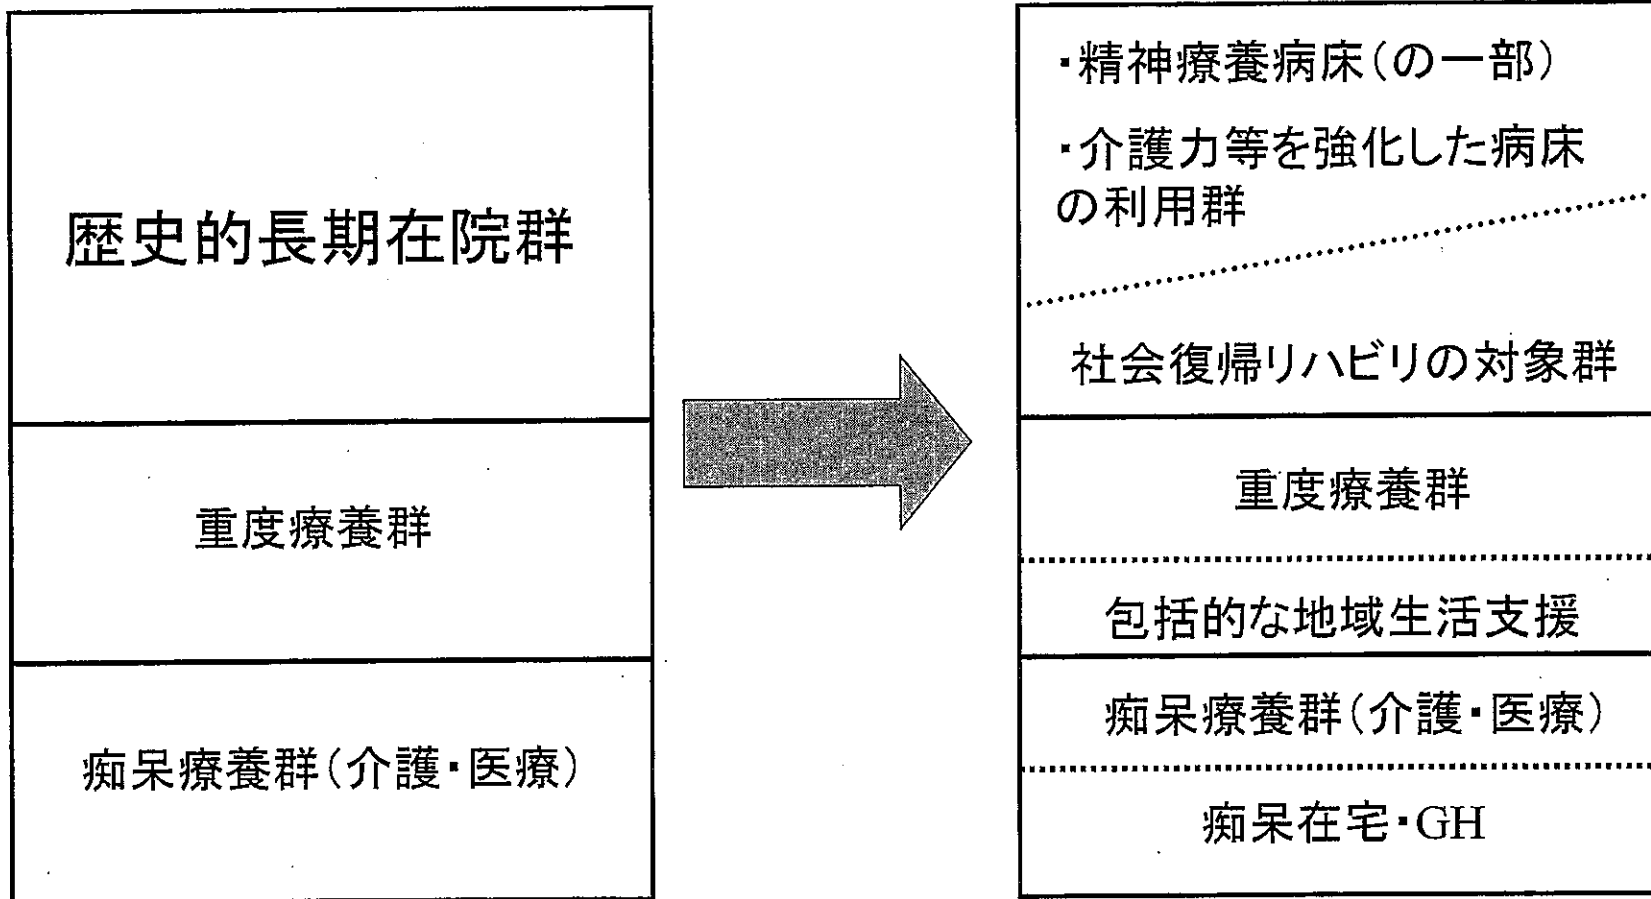 歴史的長期在院群
重度療養群
痴呆療養群(介護・医療)
・精神療養病床(の一部)
・介護力等を強化した病床
の利用群
社会復帰リハビリの対象群
重度療養群
包括的な地域生活支援
痴呆療養群(介護・医療)
痴呆在宅・GH